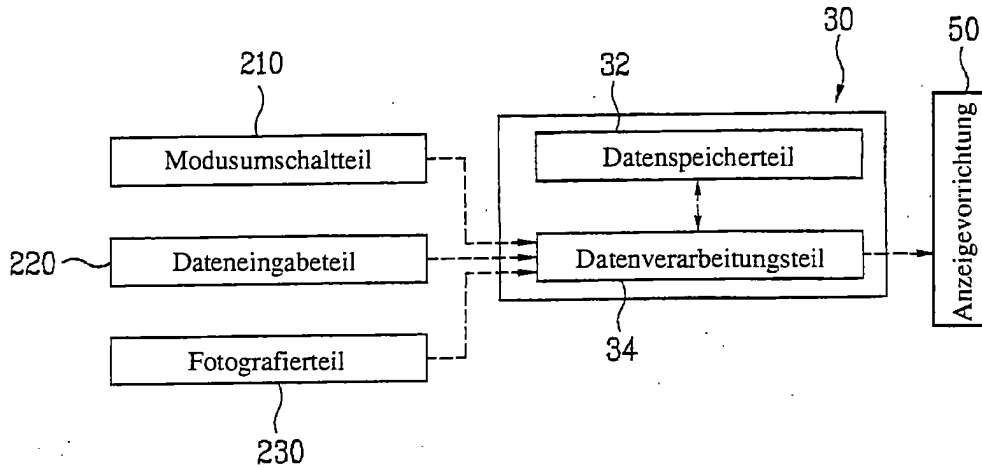 30
50
210
32
Modusumschaltteil
Datenspeicherteil
Anzeigevorrichtung
220
Dateneingabeteil
Datenverarbeitungsteil
34
Fotografierteil
230